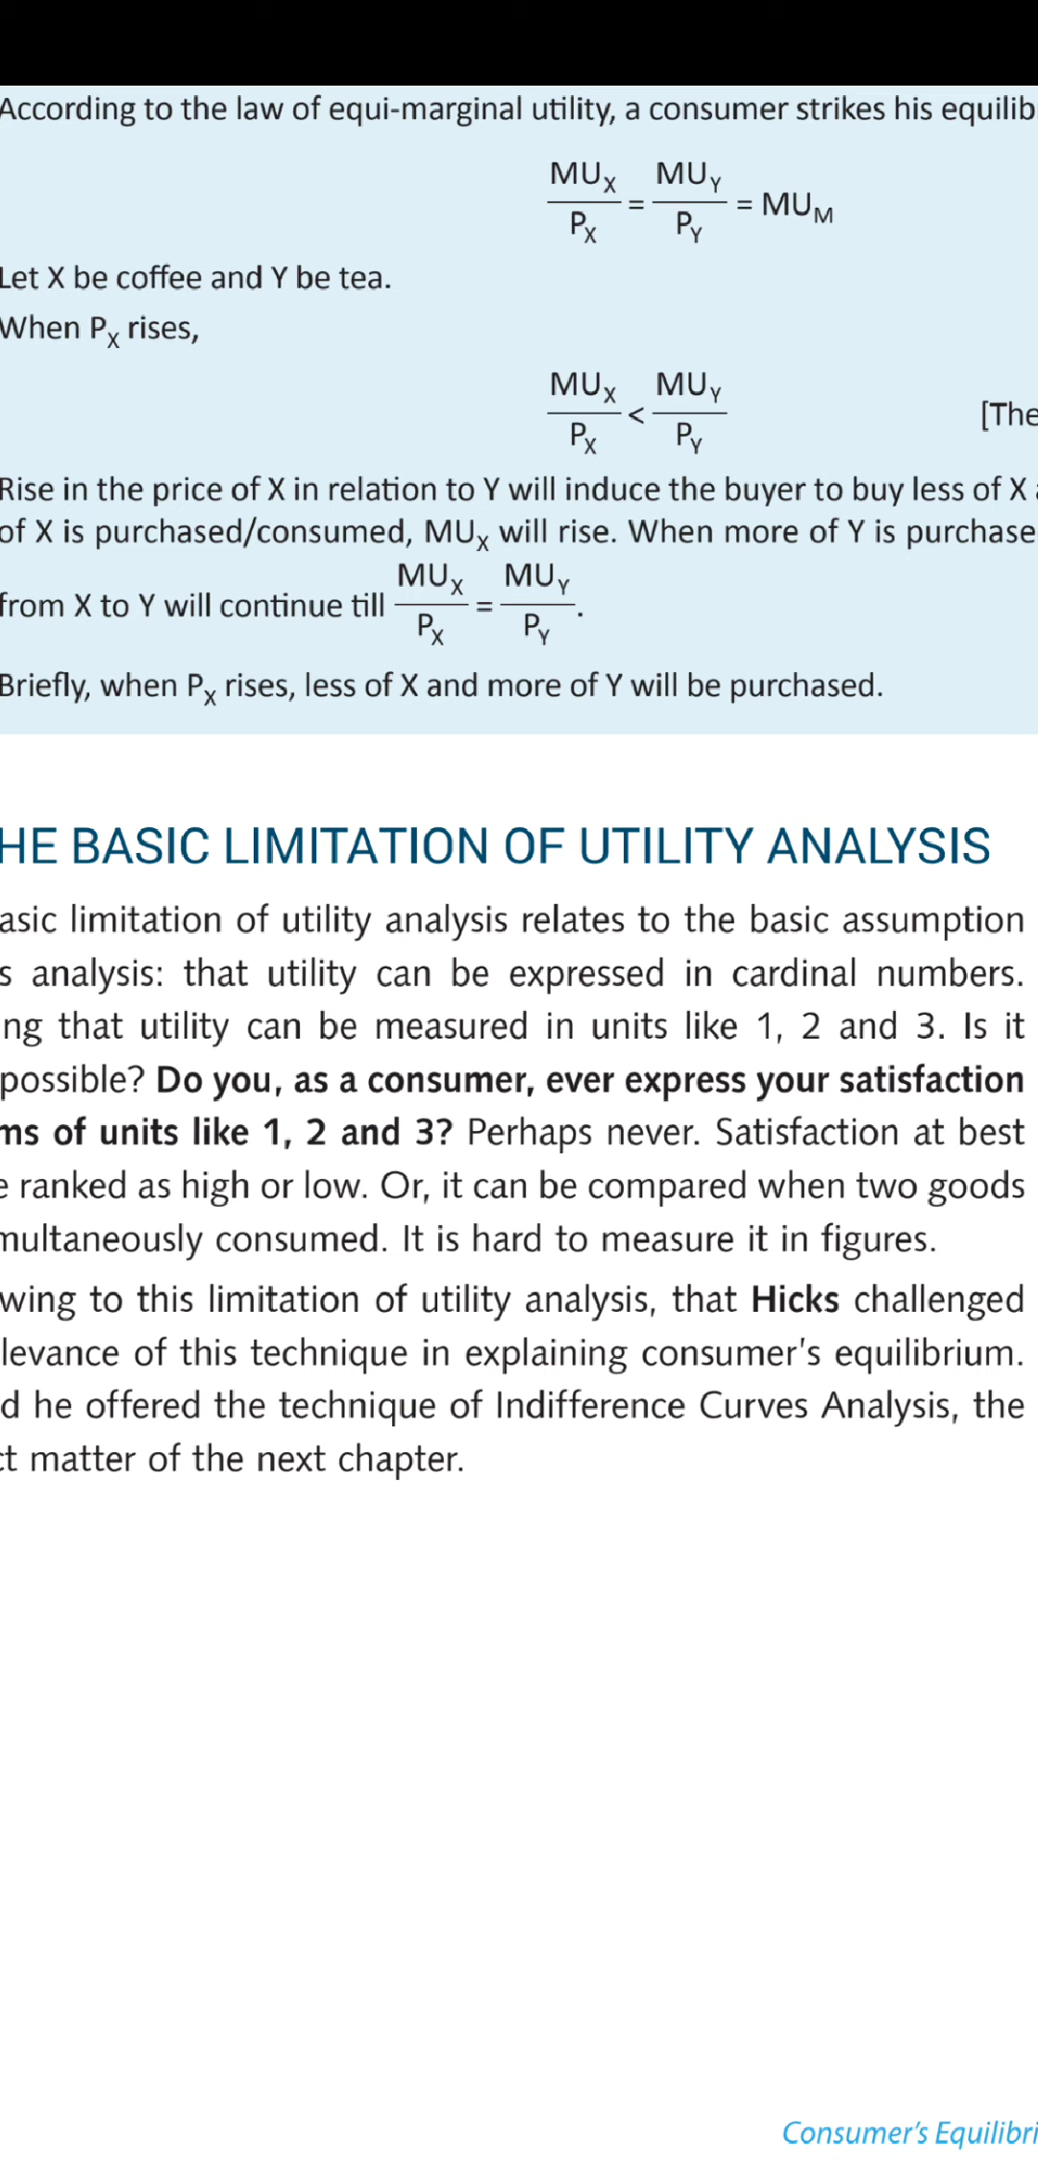 According to the law of equi-marginal utility, a consumer strikes his equilib
MUX/PX = MUY/PY = MUM
Let X be coffee and Y be tea.
When PX rises,
MUX/PX < MUY/PY [The
Rise in the price of X in relation to Y will induce the buyer to buy less of X
of X is purchased/consumed, MUX will rise. When more of Y is purchase
from X to Y will continue till MUX/PX = MUY/PY.
Briefly, when PX rises, less of X and more of Y will be purchased.
HE BASIC LIMITATION OF UTILITY ANALYSIS
asic limitation of utility analysis relates to the basic assumption
s analysis: that utility can be expressed in cardinal numbers.
ng that utility can be measured in units like 1, 2 and 3. Is it
possible? Do you, as a consumer, ever express your satisfaction
ms of units like 1, 2 and 3? Perhaps never. Satisfaction at best
e ranked as high or low. Or, it can be compared when two goods
multaneously consumed. It is hard to measure it in figures.
wing to this limitation of utility analysis, that Hicks challenged
levance of this technique in explaining consumer's equilibrium.
d he offered the technique of Indifference Curves Analysis, the
ct matter of the next chapter.
Consumer's Equilibri